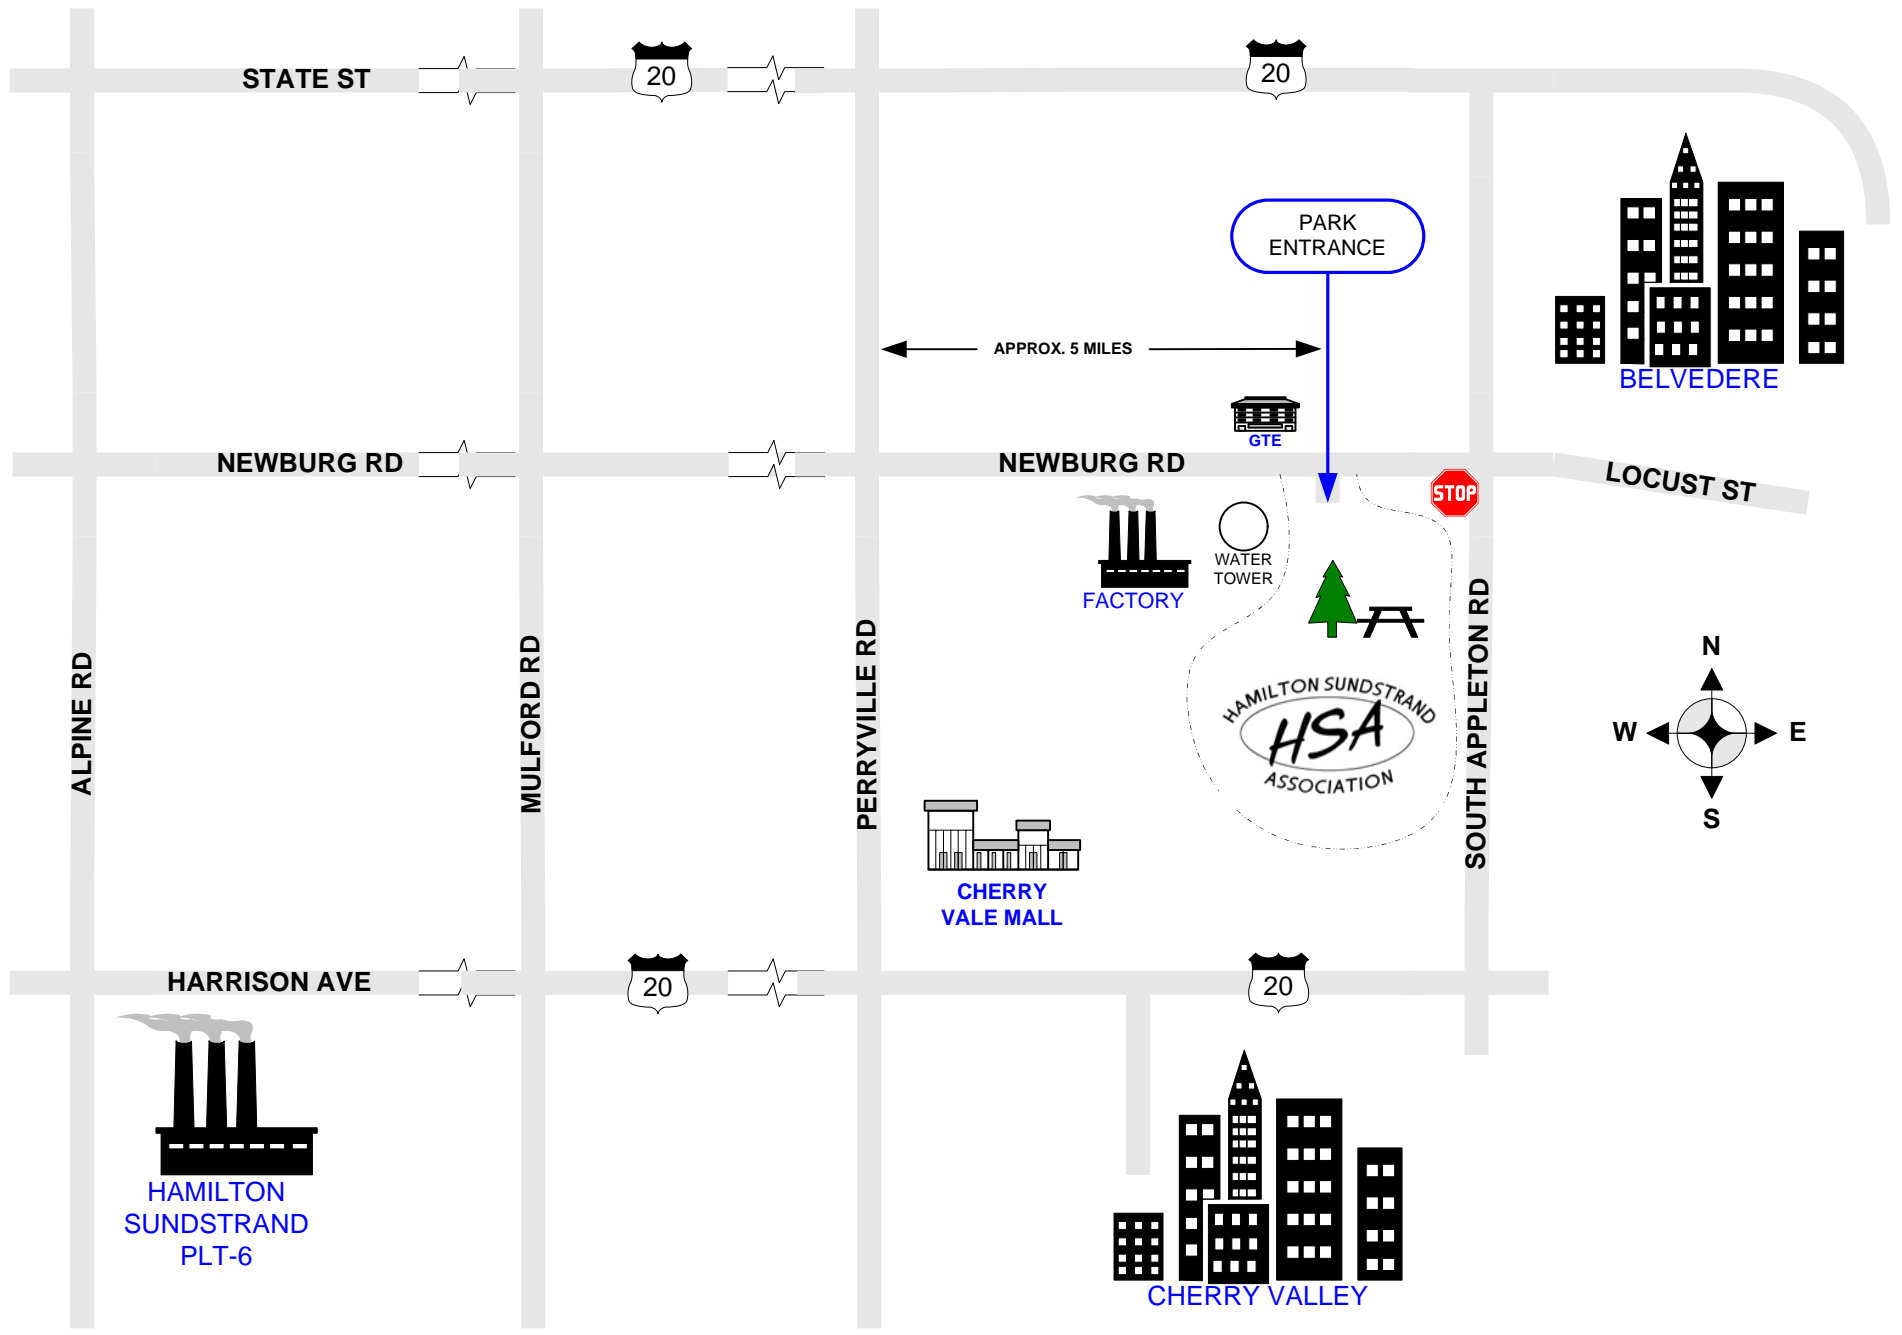 STATE ST
20
20
PARK
ENTRANCE
APPROX. 5 MILES
BELVEDERE
GTE
NEWBURG RD
NEWBURG RD
LOCUST ST
STOP
WATER
TOWER
FACTORY
ALPINE RD
MULFORD RD
PERRYVILLE RD
SOUTH APPLETON RD
N
W
E
S
HAMILTON SUNDSTRAND
HSA
ASSOCIATION
CHERRY
VALE MALL
HARRISON AVE
20
20
HAMILTON
SUNDSTRAND
PLT-6
CHERRY VALLEY